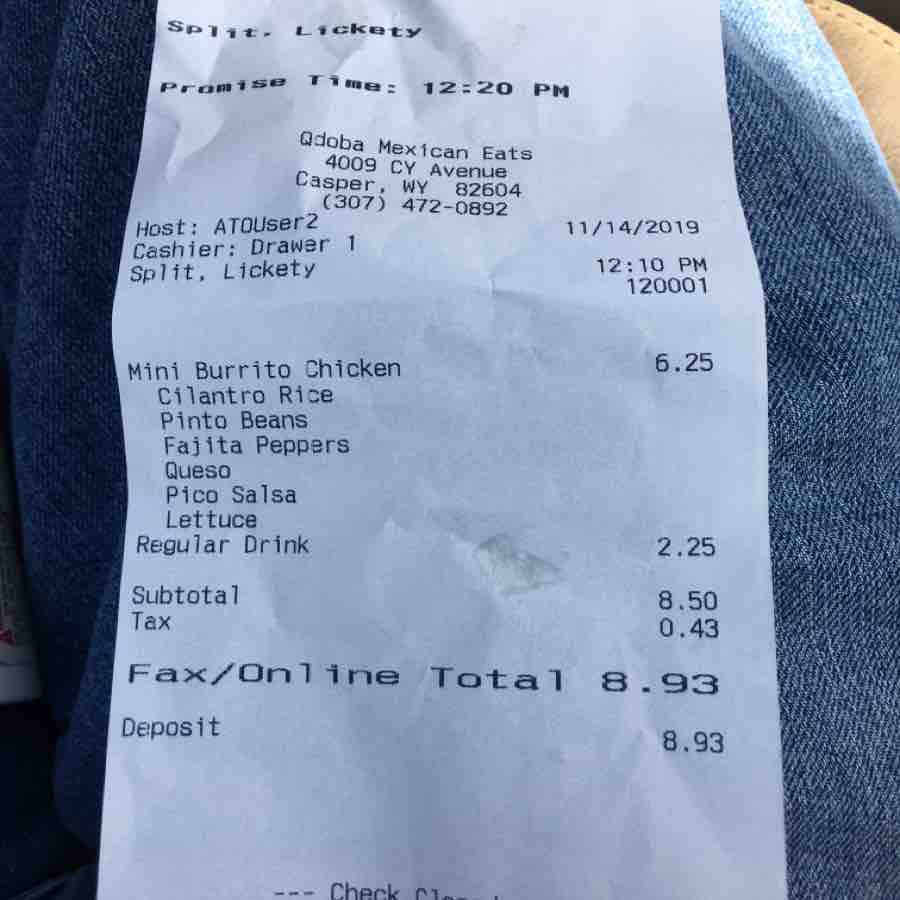 Split, Lickety
Promise Time: 12:20 PM
Qdoba Mexican Eats
4009 CY Avenue
Casper, WY 82604
(307) 472-0892
Host: ATOUser2 11/14/2019
Cashier: Drawer 1
Split, Lickety 12:10 PM
120001
Mini Burrito Chicken 6.25
Cilantro Rice
Pinto Beans
Fajita Peppers
Queso
Pico Salsa
Lettuce
Regular Drink 2.25
Subtotal 8.50
Tax 0.43
Fax/Online Total 8.93
Deposit 8.93
--- Check